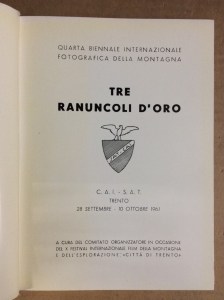 QUARTA BIENNALE INTERNAZIONALE
FOTOGRAFICA DELLA MONTAGNA
TRE
RANUNCOLI D'ORO
C. A. I. - S. A. T.
TRENTO
28 SETTEMBRE - 10 OTTOBRE 1961
A CURA DEL COMITATO ORGANIZZATORE IN OCCASIONE
DEL X FESTIVAL INTERNAZIONALE FILM DELLA MONTAGNA
E DELL'ESPLORAZIONE «CITTÀ DI TRENTO»